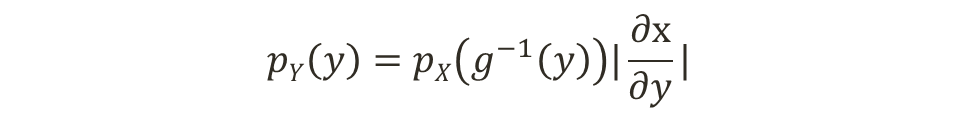 p_Y(y) = p_X(g⁻¹(y))|∂x/∂y|